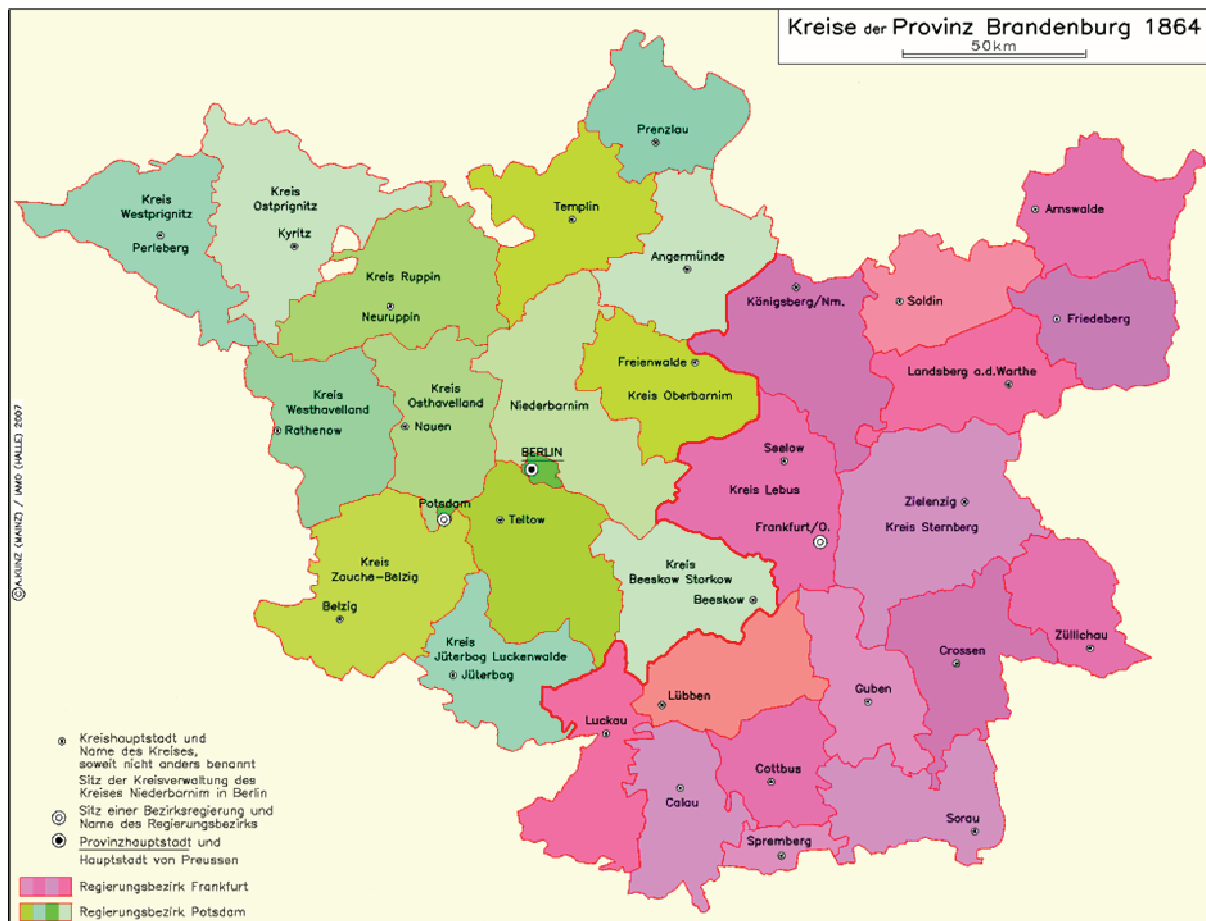 Kreise der Provinz Brandenburg 1864
50km
Prenzlau
Kreis
Westprignitz
Perleberg
Kreis
Ostprignitz
Kyritz
Templin
Arnswalde
Angermünde
Kreis Ruppin
Neuruppin
Königsberg/Nm.
Soldin
Friedeberg
Freienwalde
Kreis Oberbarnim
Landsberg a.d.Warthe
Kreis
Westhavelland
Rathenow
Kreis
Osthavelland
Nauen
Niederbarnim
BERLIN
Seelow
Kreis Lebus
Frankfurt/O.
Zielenzig
Kreis Sternberg
Potsdam
Teltow
Kreis
Zauche-Belzig
Belzig
Kreis
Beeskow Storkow
Beeskow
Kreis
Jüterbog Luckenwalde
Jüterbog
Züllichau
Crossen
Guben
Lübben
Luckau
Cottbus
Calau
Spremberg
Sorau
©A.KUNZ (MAINZ) / IAMO (HALLE) 2007
Kreishauptstadt und
Name des Kreises,
soweit nicht anders benannt
Sitz der Kreisverwaltung des
Kreises Niederbarnim in Berlin
Sitz einer Bezirksregierung und
Name des Regierungsbezirks
Provinzhauptstadt und
Hauptstadt von Preussen
Regierungsbezirk Frankfurt
Regierungsbezirk Potsdam